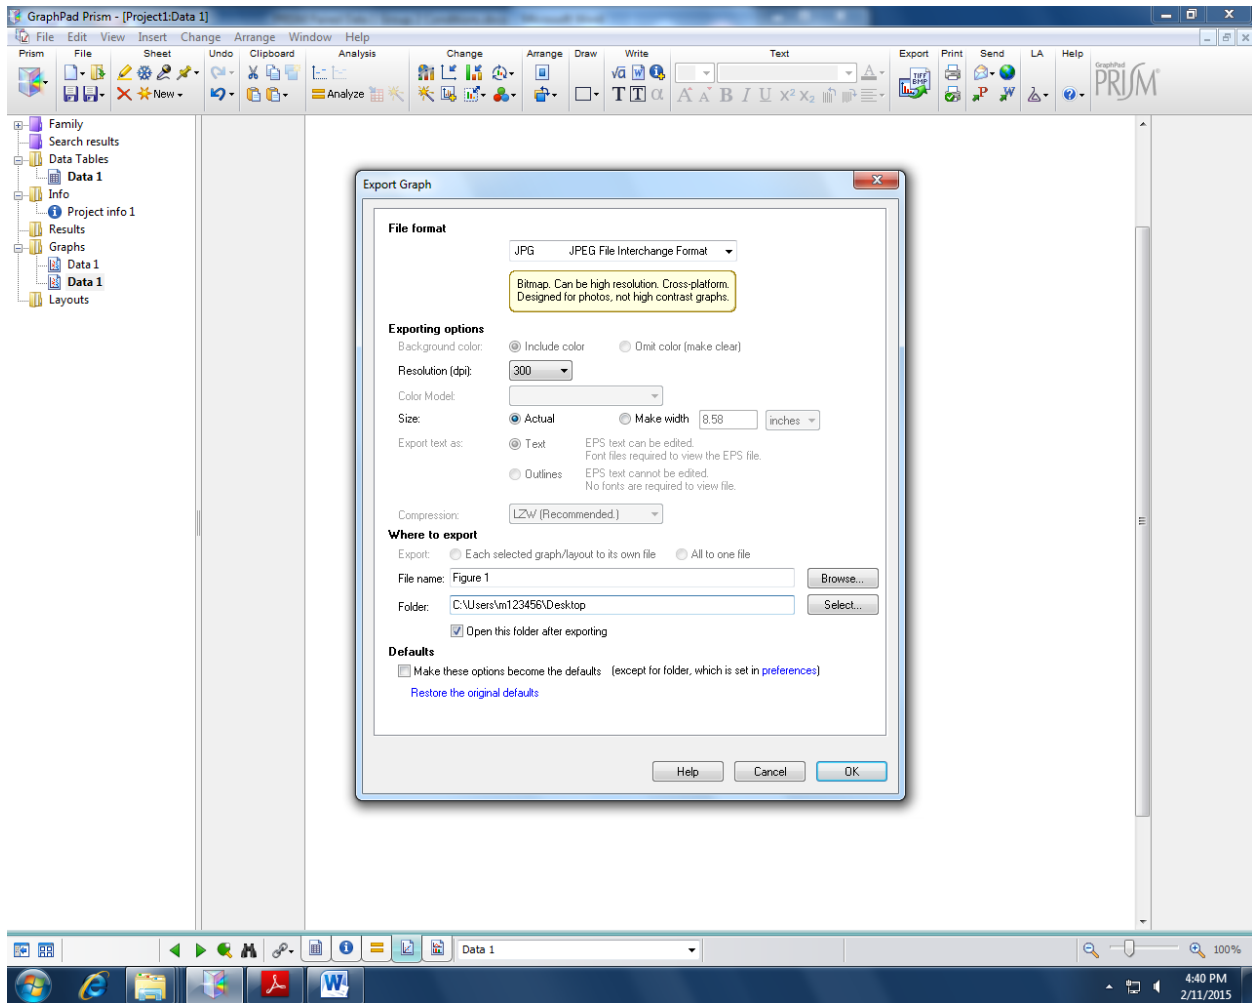 GraphPad Prism - [Project1:Data 1]
File Edit View Insert Change Arrange Window Help
Prism File Sheet Undo Clipboard Analysis Change Arrange Draw Write Text Export Print Send LA Help
New
Analyze
GraphPad
PRISM
Family
Search results
Data Tables
Data 1
Info
Project info 1
Results
Graphs
Data 1
Data 1
Layouts
Export Graph
File format
JPG JPEG File Interchange Format
Bitmap. Can be high resolution. Cross-platform.
Designed for photos, not high contrast graphs.
Exporting options
Background color: Include color Omit color (make clear)
Resolution (dpi): 300
Color Model:
Size: Actual Make width 8.58 inches
Export text as: Text EPS text can be edited.
Font files required to view the EPS file.
Outlines EPS text cannot be edited.
No fonts are required to view file.
Compression: LZW (Recommended.)
Where to export
Export: Each selected graph/layout to its own file All to one file
File name: Figure 1 Browse...
Folder: C:\Users\m123456\Desktop Select...
Open this folder after exporting
Defaults
Make these options become the defaults (except for folder, which is set in preferences)
Restore the original defaults
Help Cancel OK
Data 1
100%
4:40 PM
2/11/2015